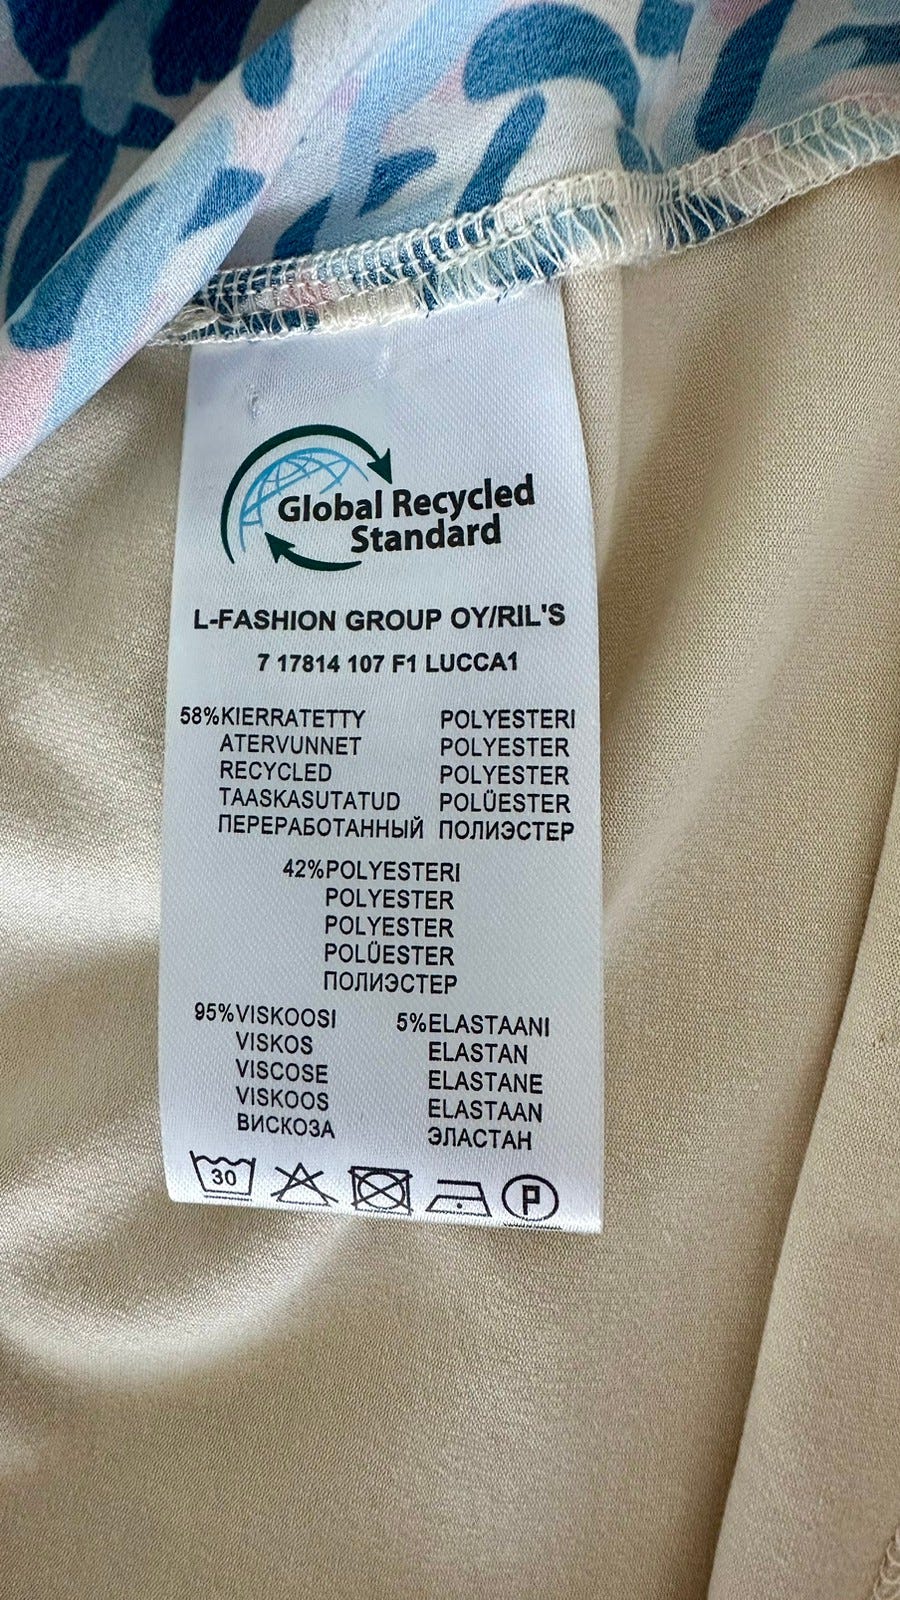 Global Recycled
Standard
L-FASHION GROUP OY/RIL'S
7 17814 107 F1 LUCCA1
58%KIERRATETTY POLYESTERI
ATERVUNNET POLYESTER
RECYCLED POLYESTER
TAASKASUTATUD POLÜESTER
ПЕРЕРАБОТАННЫЙ ПОЛИЭСТЕР
42%POLYESTERI
POLYESTER
POLYESTER
POLÜESTER
ПОЛИЭСТЕР
95%VISKOOSI 5%ELASTAANI
VISKOS ELASTAN
VISCOSE ELASTANE
VISKOOS ELASTAAN
ВИСКОЗА ЭЛАСТАН
30 P